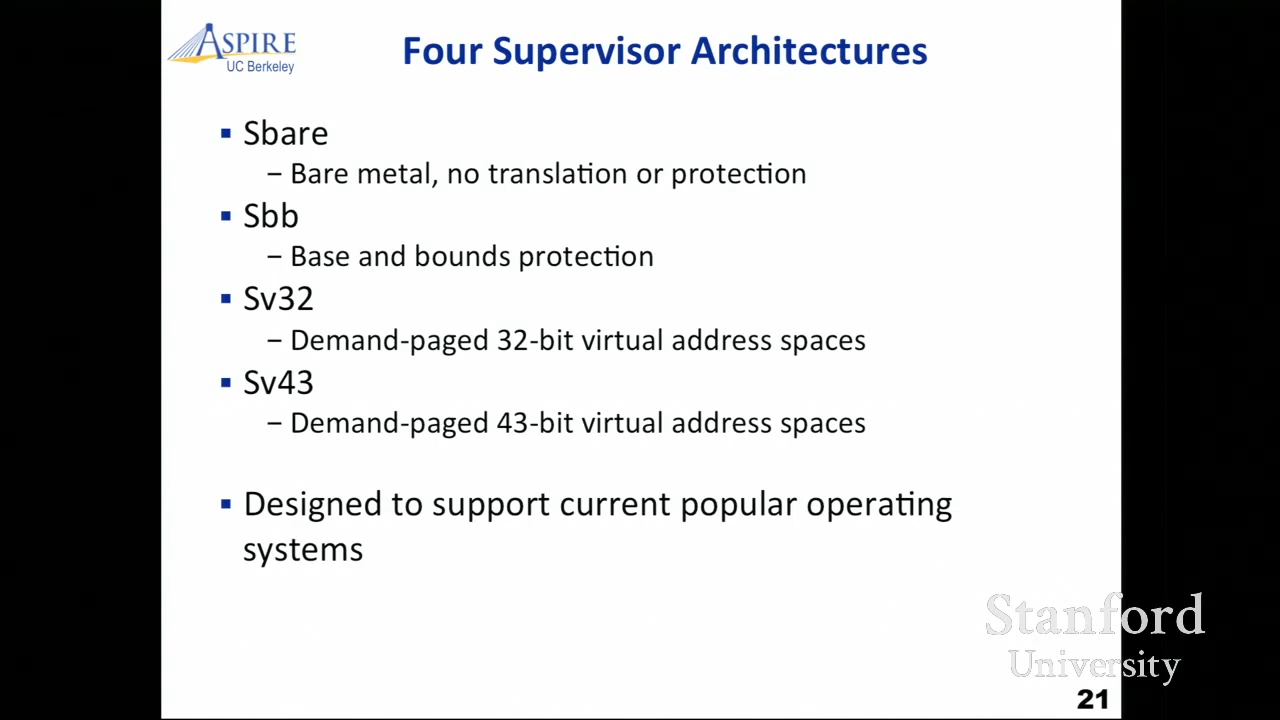 ASPIRE
UC Berkeley
Four Supervisor Architectures
▪ Sbare
– Bare metal, no translation or protection
▪ Sbb
– Base and bounds protection
▪ Sv32
– Demand-paged 32-bit virtual address spaces
▪ Sv43
– Demand-paged 43-bit virtual address spaces
▪ Designed to support current popular operating
systems
Stanford
University
21